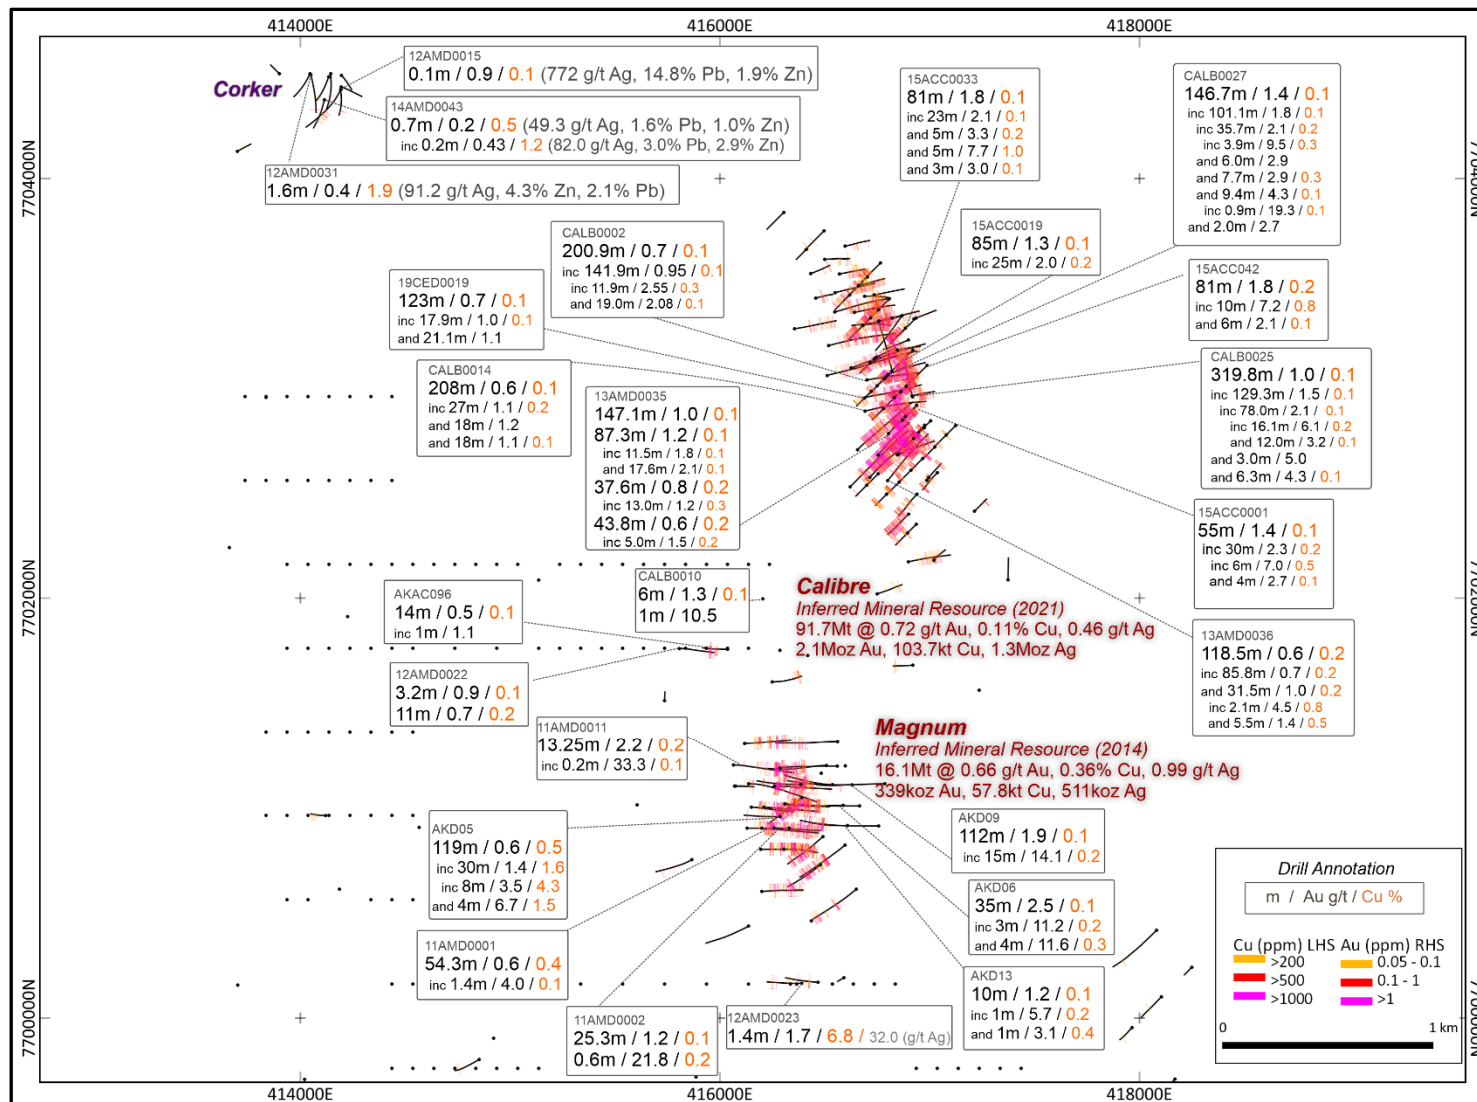 414000E
416000E
418000E
7704000N
7704000N
Corker
12AMD0015
0.1m / 0.9 / 0.1 (772 g/t Ag, 14.8% Pb, 1.9% Zn)
14AMD0043
0.7m / 0.2 / 0.5 (49.3 g/t Ag, 1.6% Pb, 1.0% Zn)
inc 0.2m / 0.43 / 1.2 (82.0 g/t Ag, 3.0% Pb, 2.9% Zn)
12AMD0031
1.6m / 0.4 / 1.9 (91.2 g/t Ag, 4.3% Zn, 2.1% Pb)
15ACC0033
81m / 1.8 / 0.1
inc 23m / 2.1 / 0.1
and 5m / 3.3 / 0.2
and 5m / 7.7 / 1.0
and 3m / 3.0 / 0.1
CALB0027
146.7m / 1.4 / 0.1
inc 101.1m / 1.8 / 0.1
inc 35.7m / 2.1 / 0.2
inc 3.9m / 9.5 / 0.3
and 6.0m / 2.9
and 7.7m / 2.9 / 0.3
and 9.4m / 4.3 / 0.1
inc 0.9m / 19.3 / 0.1
and 2.0m / 2.7
15ACC0019
85m / 1.3 / 0.1
inc 25m / 2.0 / 0.2
CALB0002
200.9m / 0.7 / 0.1
inc 141.9m / 0.95 / 0.1
inc 11.9m / 2.55 / 0.3
and 19.0m / 2.08 / 0.1
15ACC042
81m / 1.8 / 0.2
inc 10m / 7.2 / 0.8
and 6m / 2.1 / 0.1
19CED0019
123m / 0.7 / 0.1
inc 17.9m / 1.0 / 0.1
and 21.1m / 1.1
CALB0014
208m / 0.6 / 0.1
inc 27m / 1.1 / 0.2
and 18m / 1.2
and 18m / 1.1 / 0.1
CALB0025
319.8m / 1.0 / 0.1
inc 129.3m / 1.5 / 0.1
inc 78.0m / 2.1 / 0.1
inc 16.1m / 6.1 / 0.2
and 12.0m / 3.2 / 0.1
and 3.0m / 5.0
and 6.3m / 4.3 / 0.1
13AMD0035
147.1m / 1.0 / 0.1
87.3m / 1.2 / 0.1
inc 11.5m / 1.8 / 0.1
and 17.6m / 2.1 / 0.1
37.6m / 0.8 / 0.2
inc 13.0m / 1.2 / 0.3
43.8m / 0.6 / 0.2
inc 5.0m / 1.5 / 0.2
15ACC0001
55m / 1.4 / 0.1
inc 30m / 2.3 / 0.2
inc 6m / 7.0 / 0.5
and 4m / 2.7 / 0.1
7702000N
7702000N
CALB0010
6m / 1.3 / 0.1
1m / 10.5
AKAC096
14m / 0.5 / 0.1
inc 1m / 1.1
Calibre
Inferred Mineral Resource (2021)
91.7Mt @ 0.72 g/t Au, 0.11% Cu, 0.46 g/t Ag
2.1Moz Au, 103.7kt Cu, 1.3Moz Ag
13AMD0036
118.5m / 0.6 / 0.2
inc 85.8m / 0.7 / 0.2
and 31.5m / 1.0 / 0.2
inc 2.1m / 4.5 / 0.8
and 5.5m / 1.4 / 0.5
12AMD0022
3.2m / 0.9 / 0.1
11m / 0.7 / 0.2
11AMD0011
13.25m / 2.2 / 0.2
inc 0.2m / 33.3 / 0.1
Magnum
Inferred Mineral Resource (2014)
16.1Mt @ 0.66 g/t Au, 0.36% Cu, 0.99 g/t Ag
339koz Au, 57.8kt Cu, 511koz Ag
AKD05
119m / 0.6 / 0.5
inc 30m / 1.4 / 1.6
inc 8m / 3.5 / 4.3
and 4m / 6.7 / 1.5
AKD09
112m / 1.9 / 0.1
inc 15m / 14.1 / 0.2
AKD06
35m / 2.5 / 0.1
inc 3m / 11.2 / 0.2
and 4m / 11.6 / 0.3
11AMD0001
54.3m / 0.6 / 0.4
inc 1.4m / 4.0 / 0.1
AKD13
10m / 1.2 / 0.1
inc 1m / 5.7 / 0.2
and 1m / 3.1 / 0.4
11AMD0002
25.3m / 1.2 / 0.1
0.6m / 21.8 / 0.2
12AMD0023
1.4m / 1.7 / 6.8 / 32.0 (g/t Ag)
Drill Annotation
m / Au g/t / Cu %
Cu (ppm) LHS Au (ppm) RHS
>200 0.05 - 0.1
>500 0.1 - 1
>1000 >1
0 1 km
7700000N
7700000N
414000E
416000E
418000E